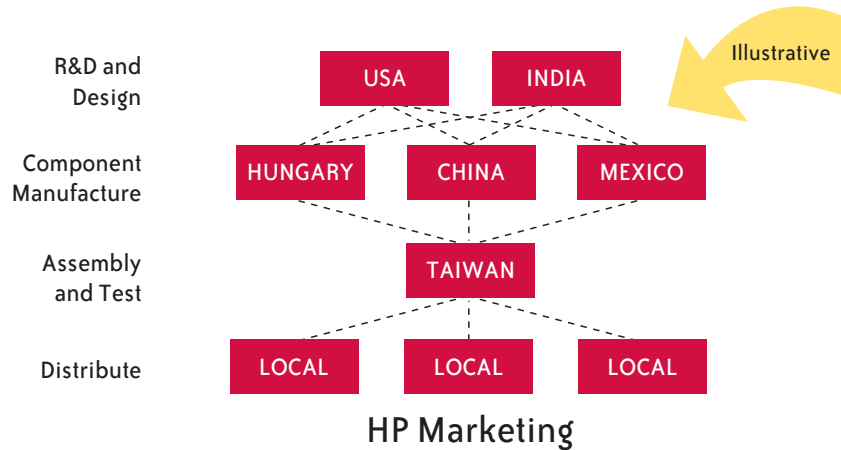 R&D and
Design
USA
INDIA
Illustrative
Component
Manufacture
HUNGARY
CHINA
MEXICO
Assembly
and Test
TAIWAN
Distribute
LOCAL
LOCAL
LOCAL
HP Marketing